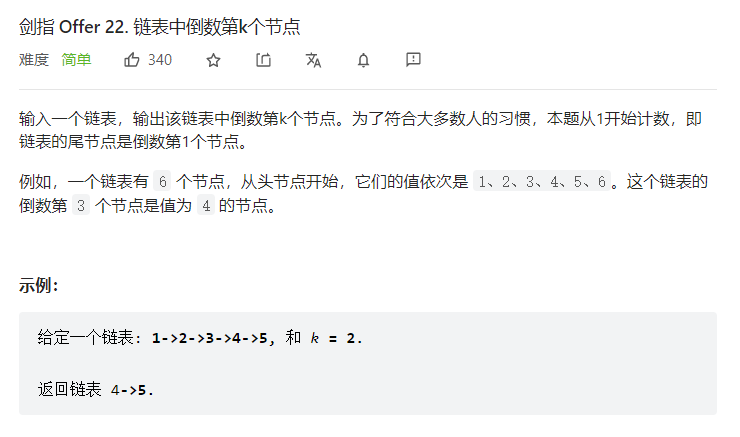 剑指 Offer 22. 链表中倒数第k个节点
难度 简单 340
输入一个链表，输出该链表中倒数第k个节点。为了符合大多数人的习惯，本题从1开始计数，即
链表的尾节点是倒数第1个节点。
例如，一个链表有 6 个节点，从头节点开始，它们的值依次是 1、2、3、4、5、6。这个链表的
倒数第 3 个节点是值为 4 的节点。
示例：
给定一个链表: 1->2->3->4->5, 和 k = 2.
返回链表 4->5.